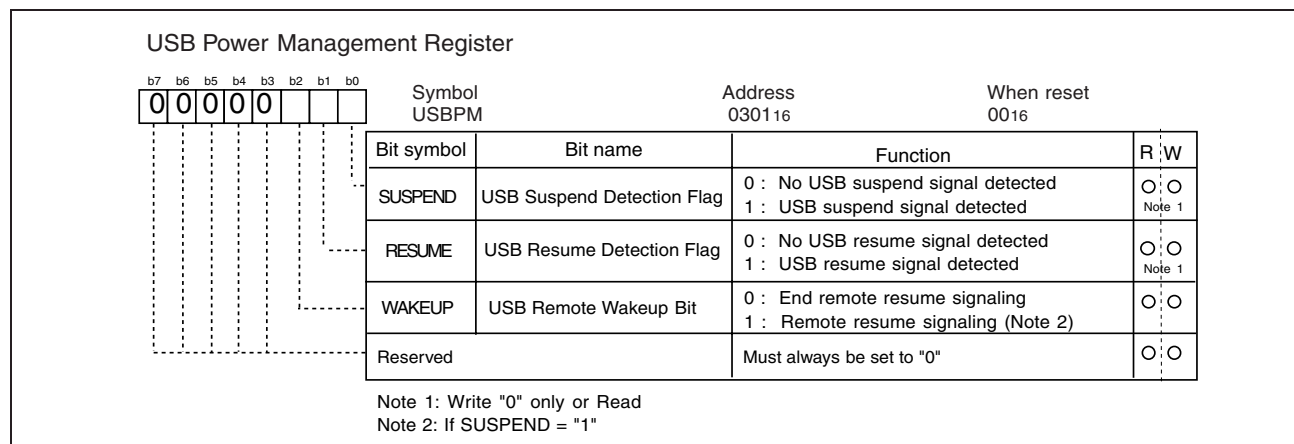 USB Power Management Register
b7 b6 b5 b4 b3 b2 b1 b0
0 0 0 0 0
Symbol Address When reset
USBPM 030116 0016
Bit symbol Bit name Function R W
SUSPEND USB Suspend Detection Flag 0 : No USB suspend signal detected
1 : USB suspend signal detected
Note 1
RESUME USB Resume Detection Flag 0 : No USB resume signal detected
1 : USB resume signal detected
Note 1
WAKEUP USB Remote Wakeup Bit 0 : End remote resume signaling
1 : Remote resume signaling (Note 2)
Reserved Must always be set to "0"
Note 1: Write "0" only or Read
Note 2: If SUSPEND = "1"